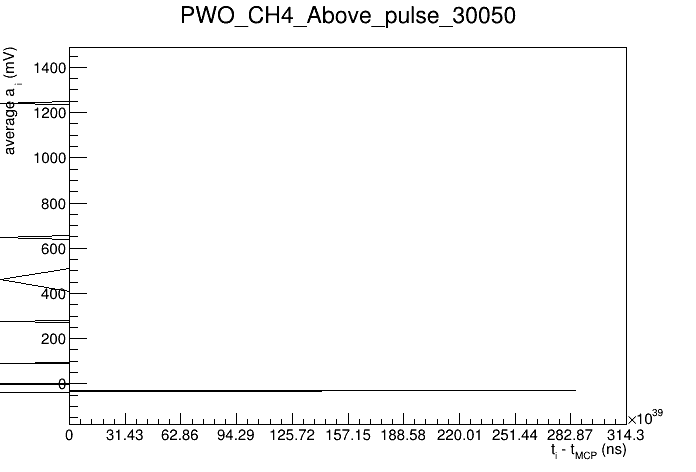 PWO_CH4_Above_pulse_30050
average a_i (mV)
1400
1200
1000
800
600
400
200
0
×10^39
0 31.43 62.86 94.29 125.72 157.15 188.58 220.01 251.44 282.87 314.3
t_i - t_MCP (ns)